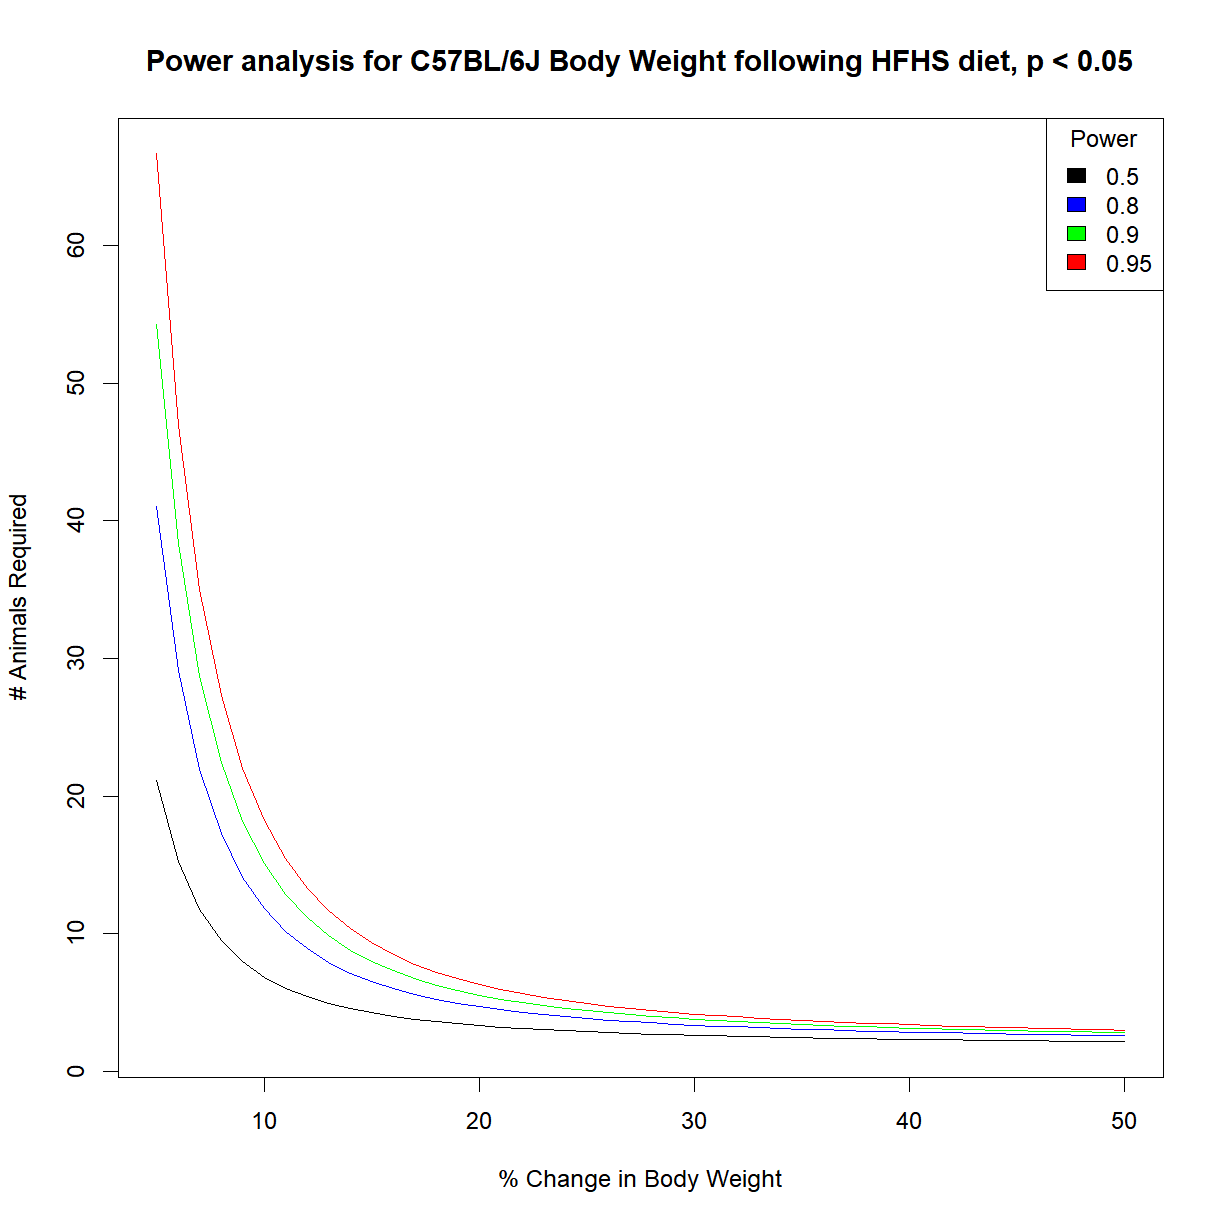 Power analysis for C57BL/6J Body Weight following HFHS diet, p < 0.05
Power
0.5
0.8
0.9
0.95
# Animals Required
60
50
40
30
20
10
0
10 20 30 40 50
% Change in Body Weight